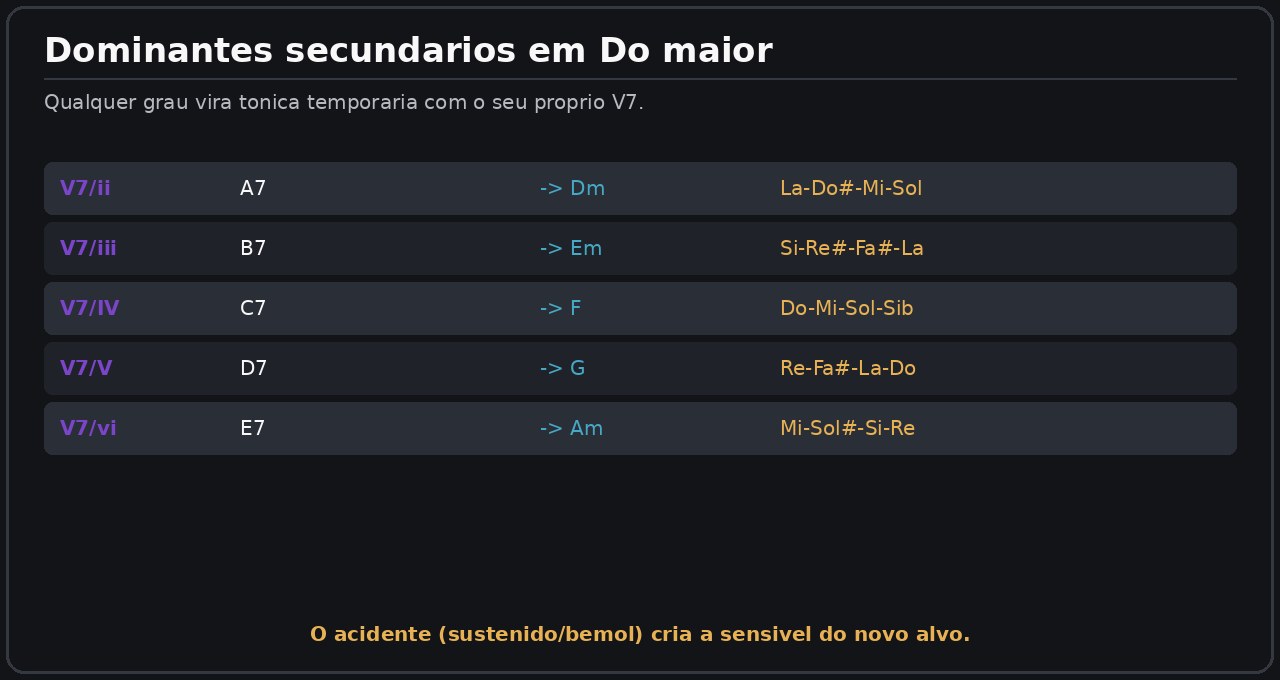 Dominantes secundarios em Do maior
Qualquer grau vira tonica temporaria com o seu proprio V7.
V7/ii A7 -> Dm La-Do#-Mi-Sol
V7/iii B7 -> Em Si-Re#-Fa#-La
V7/IV C7 -> F Do-Mi-Sol-Sib
V7/V D7 -> G Re-Fa#-La-Do
V7/vi E7 -> Am Mi-Sol#-Si-Re
O acidente (sustenido/bemol) cria a sensivel do novo alvo.